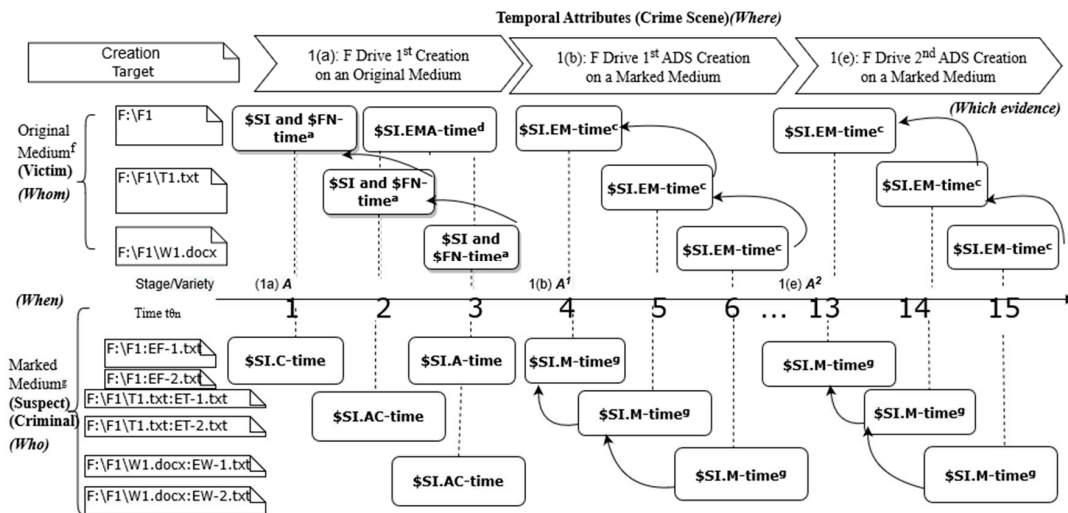 Temporal Attributes (Crime Scene)(Where)
Creation
Target
1(a): F Drive 1st Creation
on an Original Medium
1(b): F Drive 1st ADS Creation
on a Marked Medium
1(e): F Drive 2nd ADS Creation
on a Marked Medium
(Which evidence)
Original
Mediumf
(Victim)
(Whom)
F:\F1
F:\F1\T1.txt
F:\F1\W1.docx
$SI and $FN-
timea
$SI.EMA-timed
$SI and $FN-
timea
$SI and
$FN-timea
$SI.EM-timec
$SI.EM-timec
$SI.EM-timec
$SI.EM-timec
$SI.EM-timec
$SI.EM-timec
Stage/Variety
(1a) A
1(b) A1
1(e) A2
(When)
Time tθn
1 2 3 4 5 6 ... 13 14 15
Marked
Mediumg
(Suspect)
(Criminal)
(Who)
F:\F1:EF-1.txt
F:\F1:EF-2.txt
F:\F1\T1.txt:ET-1.txt
F:\F1\T1.txt:ET-2.txt
F:\F1\W1.docx:EW-1.txt
F:\F1\W1.docx:EW-2.txt
$SI.C-time
$SI.A-time
$SI.AC-time
$SI.AC-time
$SI.M-timeg
$SI.M-timeg
$SI.M-timeg
$SI.M-timeg
$SI.M-timeg
$SI.M-timeg